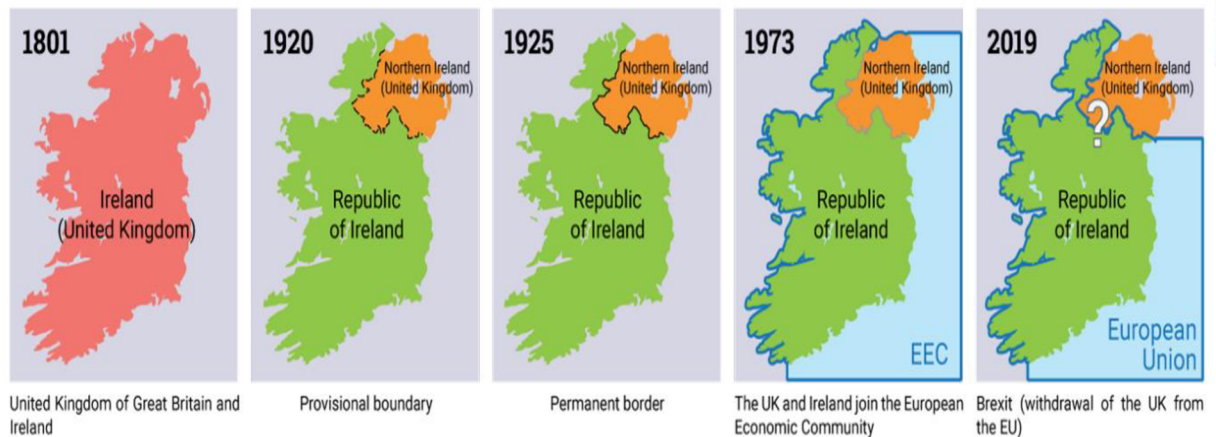 1801
Ireland
(United Kingdom)
United Kingdom of Great Britain and
Ireland
1920
Northern Ireland
(United Kingdom)
Republic
of Ireland
Provisional boundary
1925
Northern Ireland
(United Kingdom)
Republic
of Ireland
Permanent border
1973
Northern Ireland
(United Kingdom)
Republic
of Ireland
EEC
The UK and Ireland join the European
Economic Community
2019
Northern Ireland
(United Kingdom)
?
Republic
of Ireland
European
Union
Brexit (withdrawal of the UK from
the EU)